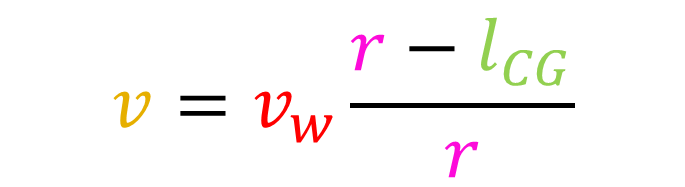 v = v_w (r − l_CG) / r